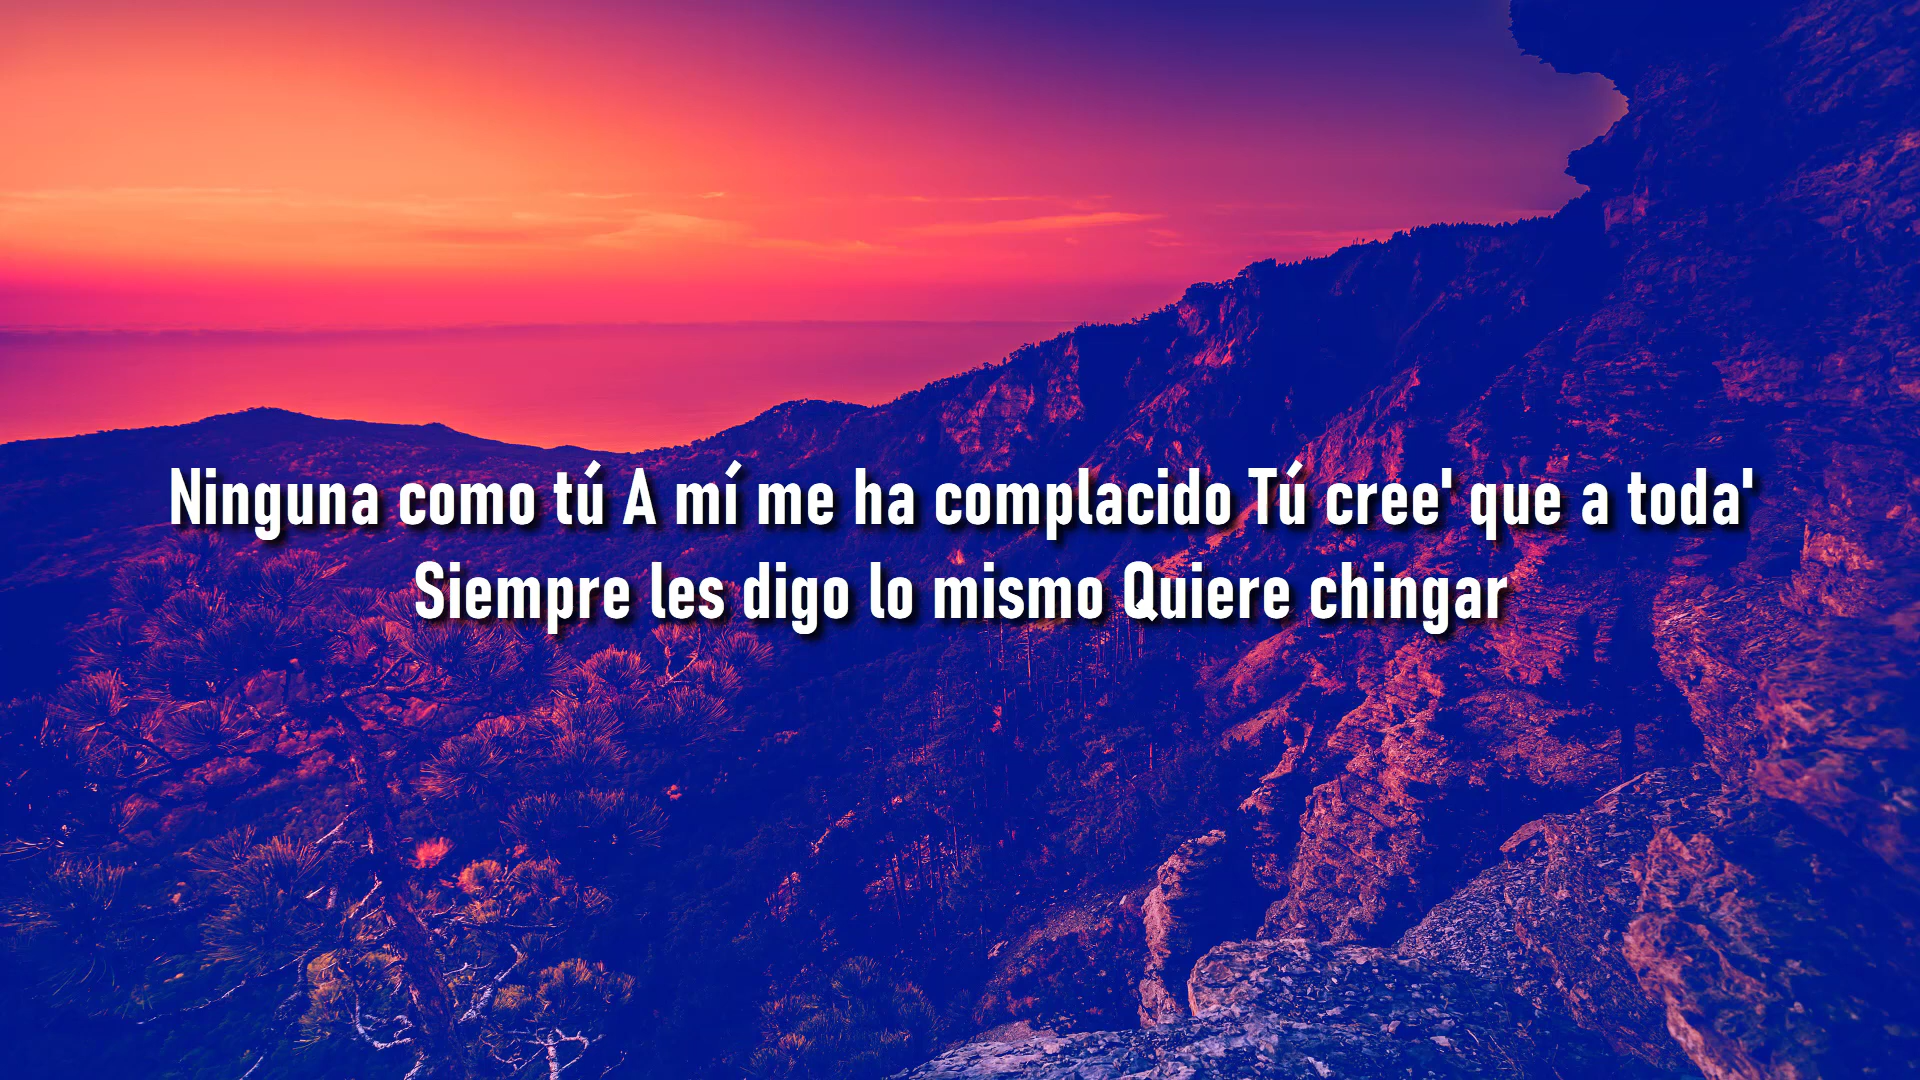 Ninguna como tú A mí me ha complacido Tú cree' que a toda'
Siempre les digo lo mismo Quiere chingar